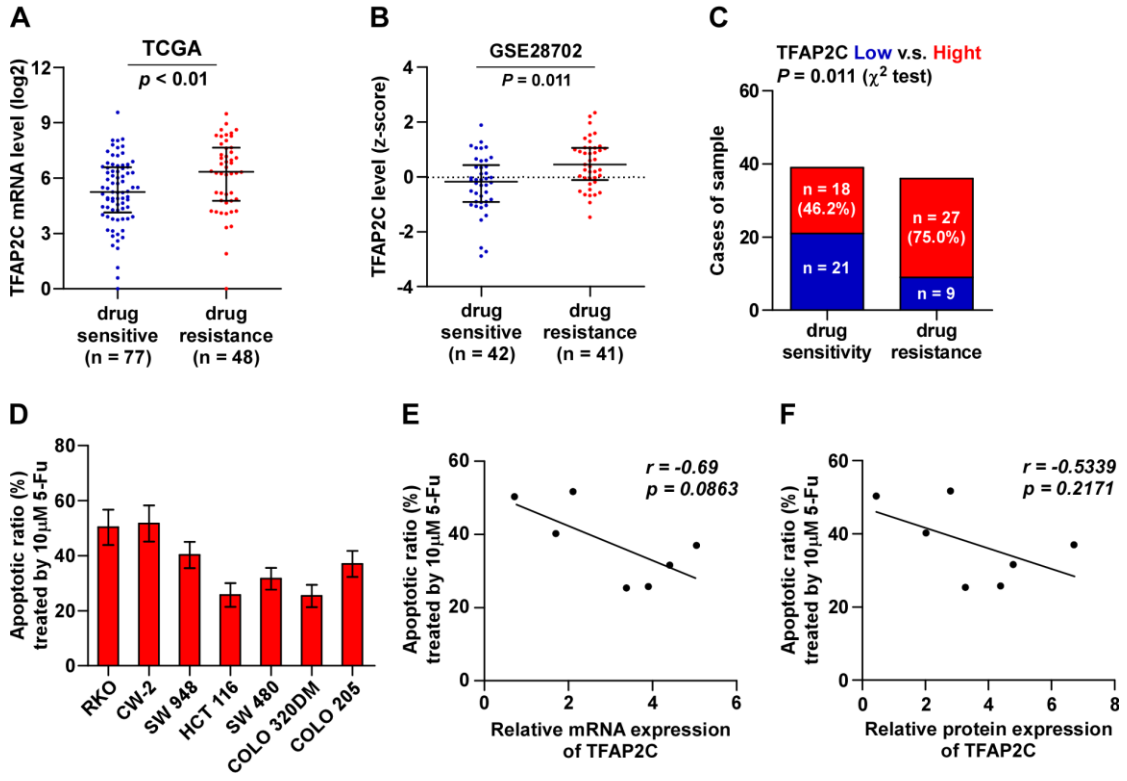 A
TCGA
p < 0.01
TFAP2C mRNA level (log2)
12
9
6
3
0
drug
sensitive
(n = 77)
drug
resistance
(n = 48)
B
GSE28702
P = 0.011
TFAP2C level (z-score)
4
2
0
-2
-4
drug
sensitive
(n = 42)
drug
resistance
(n = 41)
C
TFAP2C Low v.s. Hight
P = 0.011 (χ² test)
Cases of sample
60
40
20
0
n = 18
(46.2%)
n = 21
n = 27
(75.0%)
n = 9
drug
sensitivity
drug
resistance
D
Apoptotic ratio (%)
treated by 10μM 5-Fu
80
60
40
20
0
RKO
CW-2
SW 948
HCT 116
SW 480
COLO 320DM
COLO 205
E
Apoptotic ratio (%)
treated by 10μM 5-Fu
60
40
20
0
r = -0.69
p = 0.0863
0
2
4
6
Relative mRNA expression
of TFAP2C
F
Apoptotic ratio (%)
treated by 10μM 5-Fu
60
40
20
0
r = -0.5339
p = 0.2171
0
2
4
6
8
Relative protein expression
of TFAP2C